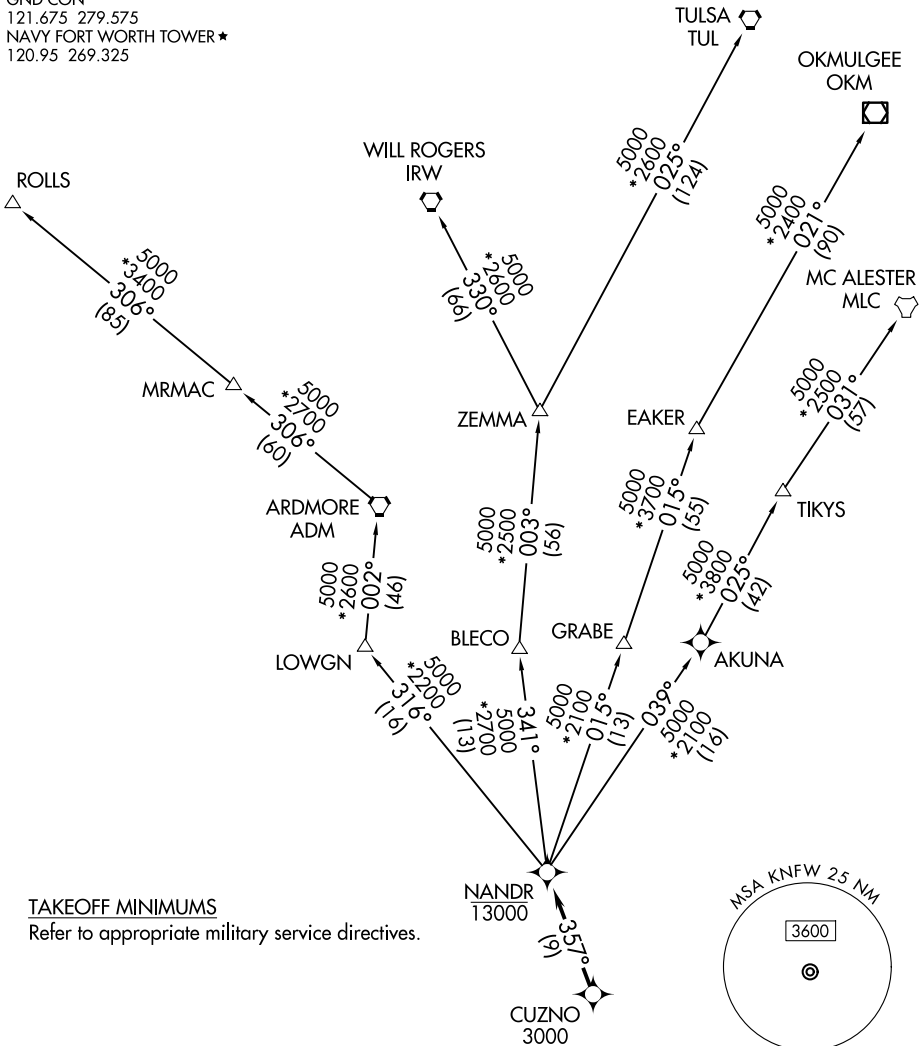 121.675 279.575
NAVY FORT WORTH TOWER ★
120.95 269.325
TULSA
TUL
OKMULGEE
OKM
WILL ROGERS
IRW
ROLLS
5000
*2600
025°
(124)
5000
*2400
021°
(90)
5000
*3400
306°
(85)
5000
*2600
330°
(66)
MC ALESTER
MLC
MRMAC
5000
*2700
306°
(60)
ZEMMA
EAKER
5000
*2500
031°
(57)
ARDMORE
ADM
5000
*2500
003°
(56)
5000
*3700
015°
(55)
TIKYS
5000
*2600
002°
(46)
5000
*3800
025°
(42)
LOWGN
BLECO
GRABE
AKUNA
5000
*2200
316°
(16)
341°
5000
*2700
(13)
5000
*2100
015°
(13)
039°
5000
*2100
(16)
NANDR
13000
357°
(9)
CUZNO
3000
TAKEOFF MINIMUMS
Refer to appropriate military service directives.
MSA KNFW 25 NM
3600